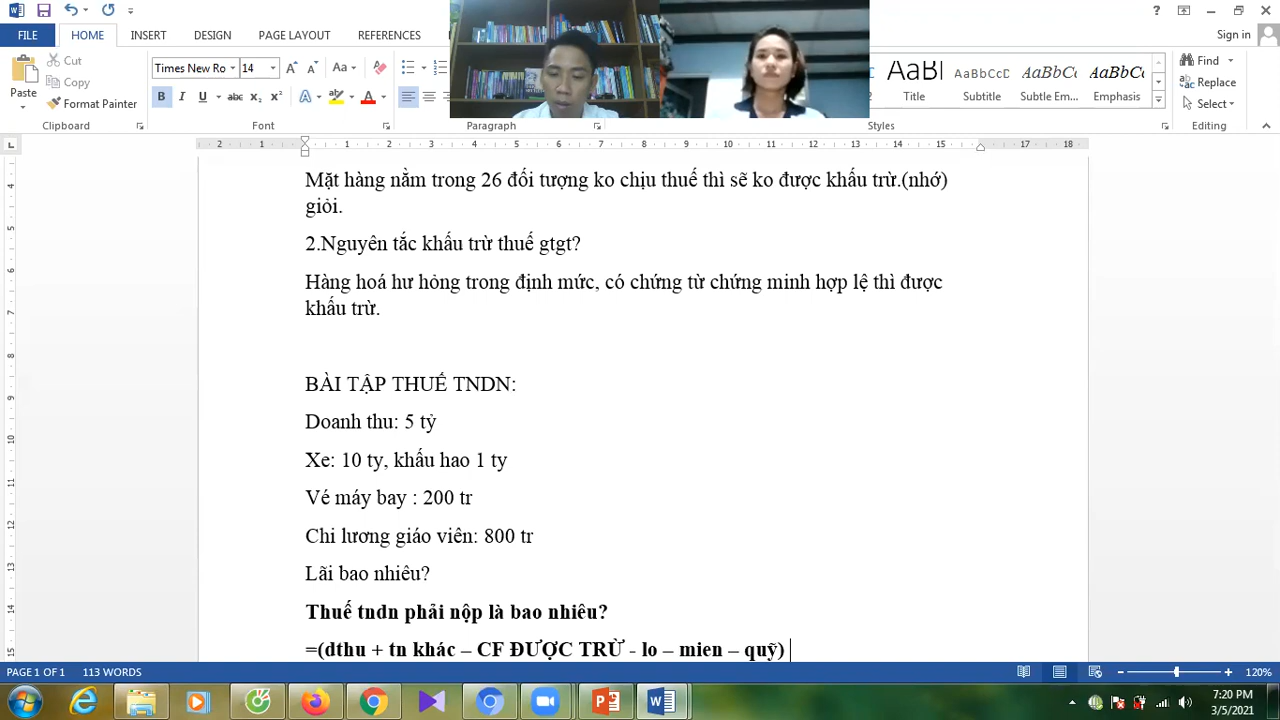 FILE HOME INSERT DESIGN PAGE LAYOUT REFERENCES ? Sign in
Cut
Copy
Paste
Format Painter
Clipboard
Times New Ro 14
Font
Paragraph
Title Subtitle Subtle Em... Emphasis
Styles
Find
Replace
Select
Editing
Mặt hàng nằm trong 26 đối tượng ko chịu thuế thì sẽ ko được khấu trừ.(nhớ)
giỏi.
2.Nguyên tắc khấu trừ thuế gtgt?
Hàng hoá hư hỏng trong định mức, có chứng từ chứng minh hợp lệ thì được
khấu trừ.
BÀI TẬP THUẾ TNDN:
Doanh thu: 5 tỷ
Xe: 10 ty, khấu hao 1 ty
Vé máy bay : 200 tr
Chi lương giáo viên: 800 tr
Lãi bao nhiêu?
Thuế tndn phải nộp là bao nhiêu?
=(dthu + tn khác – CF ĐƯỢC TRỪ - lo – mien – quỹ)
PAGE 1 OF 1 113 WORDS 120%
7:20 PM
3/5/2021